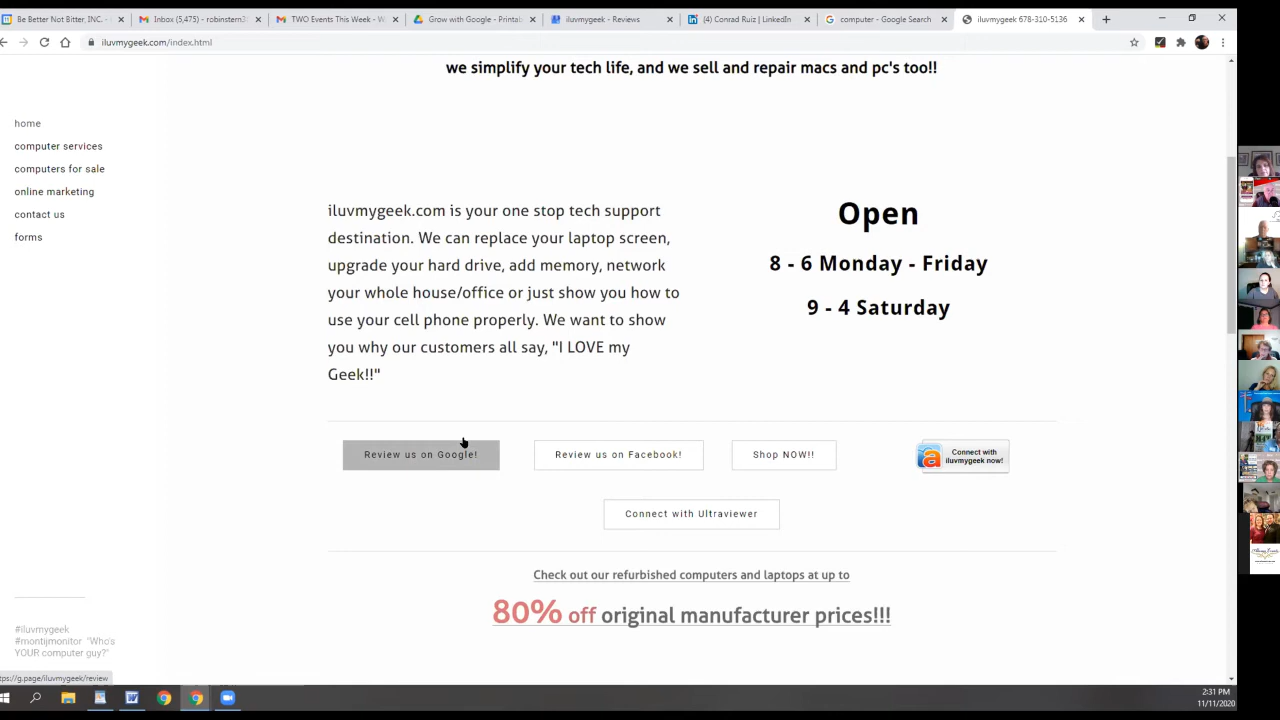 Be Better Not Bitter, INC. -
Inbox (5,475) - robinstern3
TWO Events This Week - W
Grow with Google - Printab
iluvmygeek - Reviews
(4) Conrad Ruiz | LinkedIn
computer - Google Search
iluvmygeek 678-310-5136
iluvmygeek.com/index.html
we simplify your tech life, and we sell and repair macs and pc's too!!
home
computer services
computers for sale
online marketing
contact us
forms
iluvmygeek.com is your one stop tech support
destination. We can replace your laptop screen,
upgrade your hard drive, add memory, network
your whole house/office or just show you how to
use your cell phone properly. We want to show
you why our customers all say, "I LOVE my
Geek!!"
Open
8 - 6 Monday - Friday
9 - 4 Saturday
Review us on Google!
Review us on Facebook!
Shop NOW!!
Connect with
iluvmygeek now!
Connect with Ultraviewer
Check out our refurbished computers and laptops at up to
80% off original manufacturer prices!!!
#iluvmygeek
#montijmonitor "Who's
YOUR computer guy?"
tps://g.page/iluvmygeek/review
2:31 PM
11/11/2020